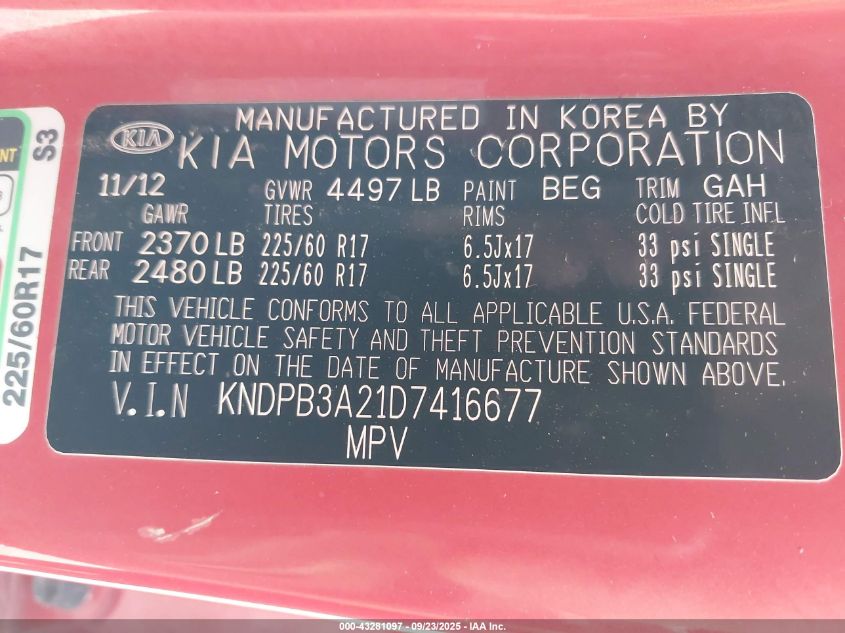 MANUFACTURED IN KOREA BY
KIA KIA MOTORS CORPORATION
11/12 GVWR 4497 LB PAINT BEG TRIM GAH
GAWR TIRES RIMS COLD TIRE INFL
FRONT 2370 LB 225/60 R17 6.5Jx17 33 psi SINGLE
REAR 2480 LB 225/60 R17 6.5Jx17 33 psi SINGLE
THIS VEHICLE CONFORMS TO ALL APPLICABLE U.S.A. FEDERAL
MOTOR VEHICLE SAFETY AND THEFT PREVENTION STANDARDS
IN EFFECT ON THE DATE OF MANUFACTURE SHOWN ABOVE.
V.I.N KNDPB3A21D7416677
MPV
S3
225/60R17
000-43281097 - 09/23/2025 - IAA Inc.